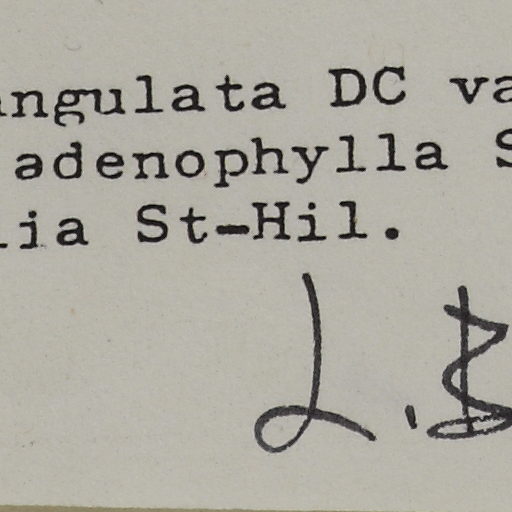 angulata DC va
adenophylla S
lia St-Hil.
L.B